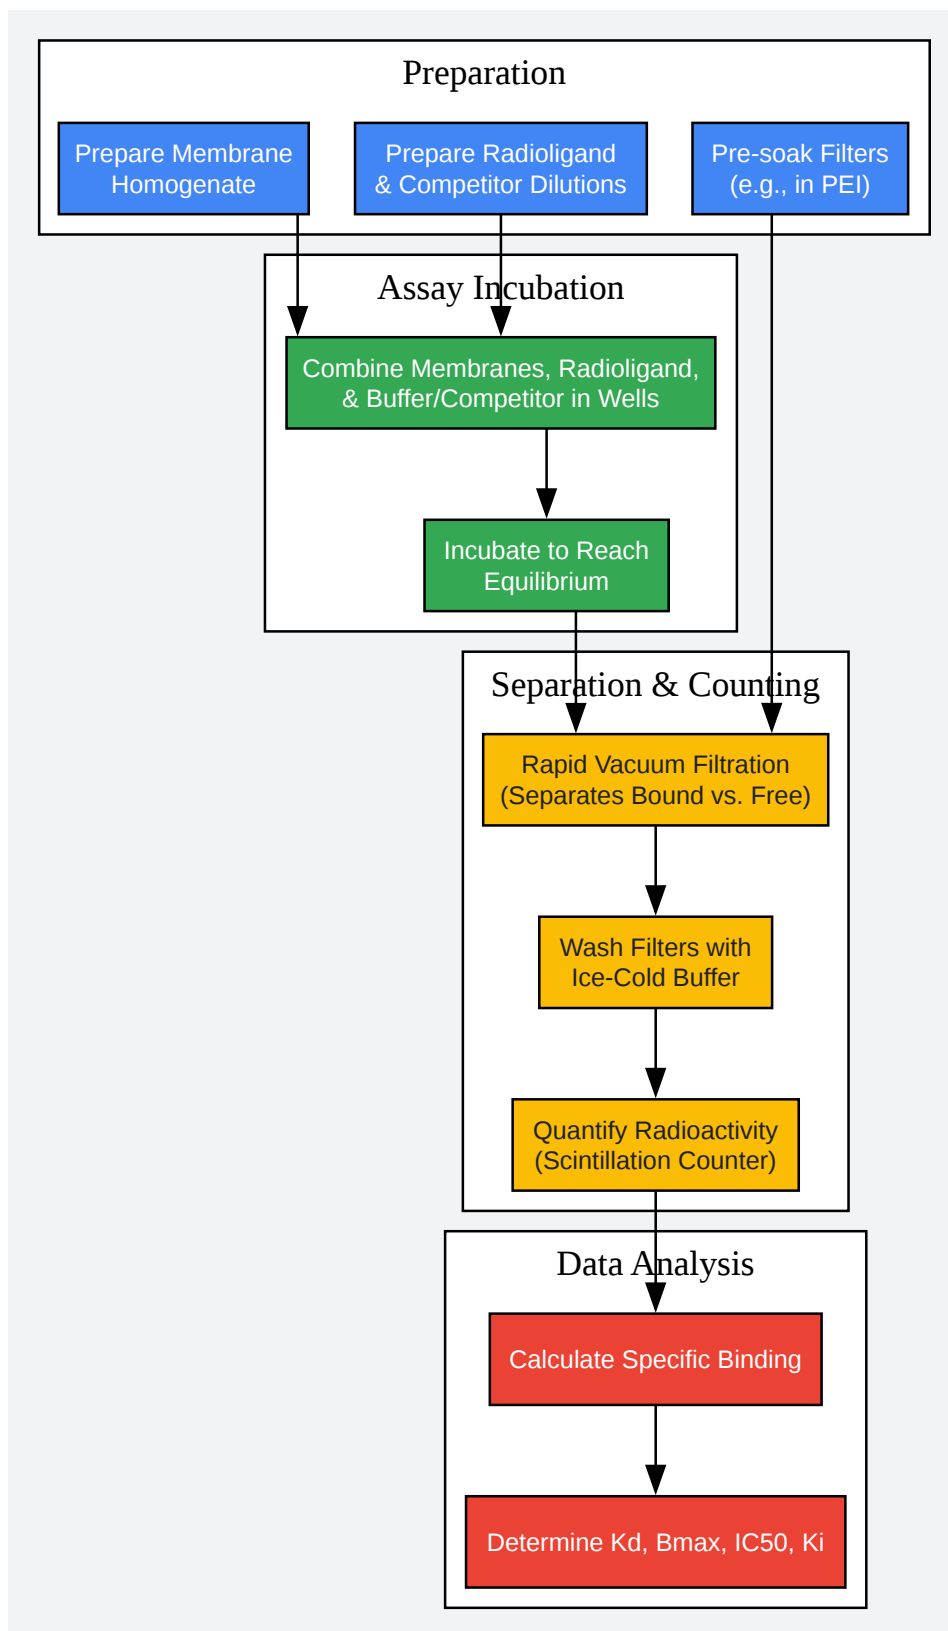 Preparation
Prepare Membrane
Homogenate
Prepare Radioligand
& Competitor Dilutions
Pre-soak Filters
(e.g., in PEI)
Assay Incubation
Combine Membranes, Radioligand,
& Buffer/Competitor in Wells
Incubate to Reach
Equilibrium
Separation & Counting
Rapid Vacuum Filtration
(Separates Bound vs. Free)
Wash Filters with
Ice-Cold Buffer
Quantify Radioactivity
(Scintillation Counter)
Data Analysis
Calculate Specific Binding
Determine Kd, Bmax, IC50, Ki